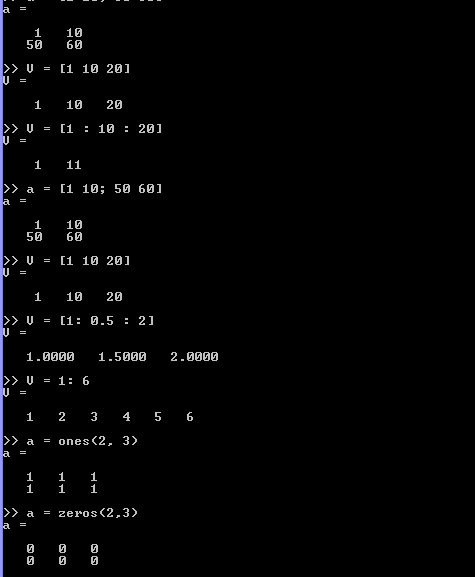 a =
1 10
50 60
>> V = [1 10 20]
V =
1 10 20
>> V = [1 : 10 : 20]
V =
1 11
>> a = [1 10; 50 60]
a =
1 10
50 60
>> V = [1 10 20]
V =
1 10 20
>> V = [1: 0.5 : 2]
V =
1.0000 1.5000 2.0000
>> V = 1: 6
V =
1 2 3 4 5 6
>> a = ones(2, 3)
a =
1 1 1
1 1 1
>> a = zeros(2,3)
a =
0 0 0
0 0 0